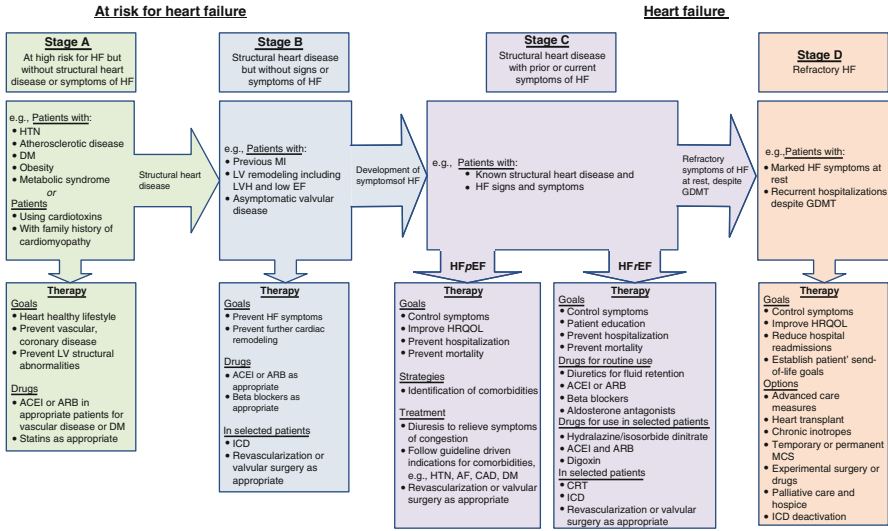 At risk for heart failure
Heart failure
Stage A
At high risk for HF but
without structural heart
disease or symptoms of HF
Stage B
Structural heart disease
but without signs or
symptoms of HF
Stage C
Structural heart disease
with prior or current
symptoms of HF
Stage D
Refractory HF
e.g., Patients with:
• HTN
• Atherosclerotic disease
• DM
• Obesity
• Metabolic syndrome
or
Patients
• Using cardiotoxins
• With family history of
cardiomyopathy
Structural heart
disease
e.g., Patients with:
• Previous MI
• LV remodeling including
LVH and low EF
• Asymptomatic valvular
disease
Development of
symptomsof HF
e.g., Patients with:
• Known structural heart disease and
• HF signs and symptoms
Refractory
symptoms of HF
at rest, despite
GDMT
e.g.,Patients with:
• Marked HF symptoms at
rest
• Recurrent hospitalizations
despite GDMT
HFpEF
HFrEF
Therapy
Goals
• Heart healthy lifestyle
• Prevent vascular,
coronary disease
• Prevent LV structural
abnormalities
Drugs
• ACEI or ARB in
appropriate patients for
vascular disease or DM
• Statins as appropriate
Therapy
Goals
• Prevent HF symptoms
• Prevent further cardiac
remodeling
Drugs
• ACEI or ARB as
appropriate
• Beta blockers as
appropriate
In selected patients
• ICD
• Revascularization or
valvular surgery as
appropriate
Therapy
Goals
• Control symptoms
• Improve HRQOL
• Prevent hospitalization
• Prevent mortality
Strategies
• Identification of comorbidities
Treatment
• Diuresis to relieve symptoms
of congestion
• Follow guideline driven
indications for comorbidities,
e.g., HTN, AF, CAD, DM
• Revascularization or valvular
surgery as appropriate
Therapy
Goals
• Control symptoms
• Patient education
• Prevent hospitalization
• Prevent mortality
Drugs for routine use
• Diuretics for fluid retention
• ACEI or ARB
• Beta blockers
• Aldosterone antagonists
Drugs for use in selected patients
• Hydralazine/isosorbide dinitrate
• ACEI and ARB
• Digoxin
In selected patients
• CRT
• ICD
• Revascularization or valvular
surgery as appropriate
Therapy
Goals
• Control symptoms
• Improve HRQOL
• Reduce hospital
readmissions
• Establish patient' send-
of-life goals
Options
• Advanced care
measures
• Heart transplant
• Chronic inotropes
• Temporary or permanent
MCS
• Experimental surgery or
drugs
• Palliative care and
hospice
• ICD deactivation